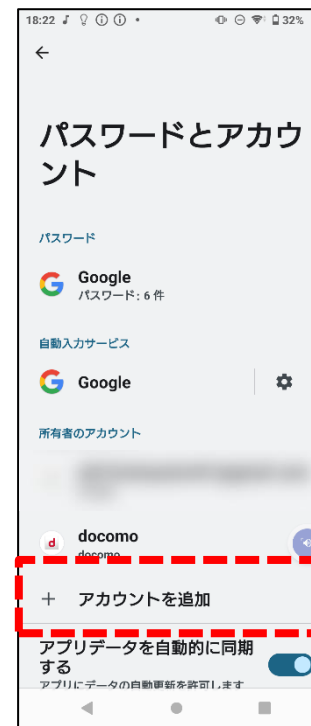 18:22
32%
パスワードとアカウ
ント
パスワード
Google
パスワード: 6 件
自動入力サービス
Google
所有者のアカウント
d docomo
docomo
+ アカウントを追加
アプリデータを自動的に同期
する
アプリにデータの自動更新を許可します